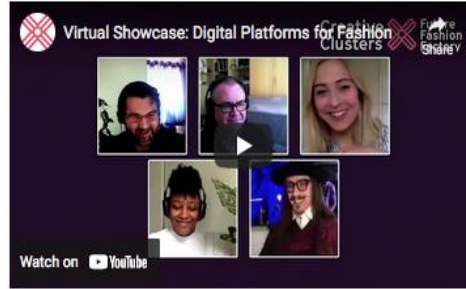 Virtual Showcase: Digital Platforms for Fashion
Creative
Clusters
Future
Fashion
Factory
Share
Watch on YouTube